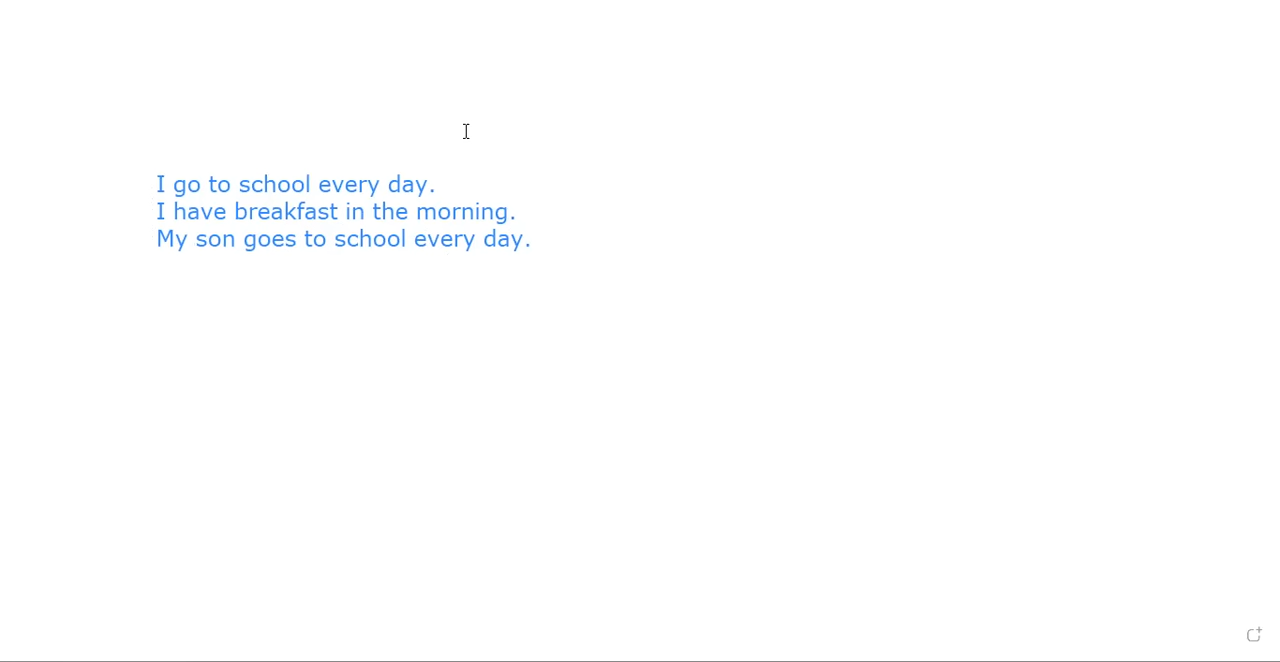 I go to school every day.
I have breakfast in the morning.
My son goes to school every day.